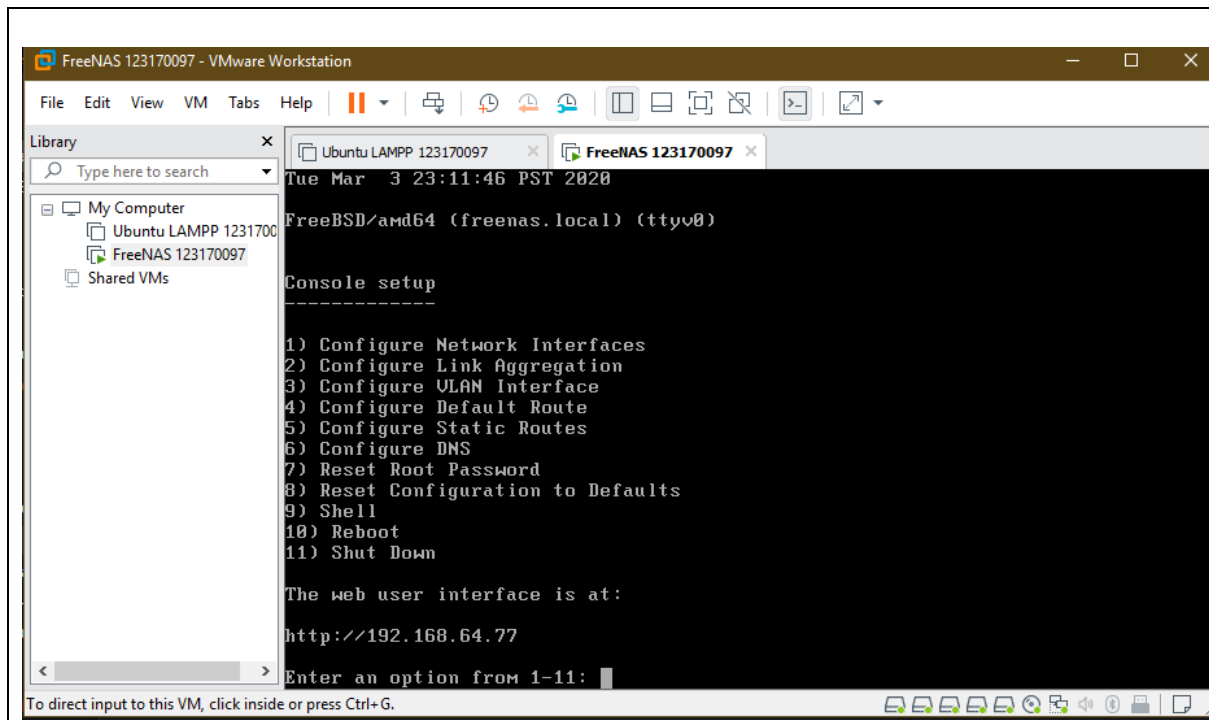 FreeNAS 123170097 - VMware Workstation
File Edit View VM Tabs Help
Library
Type here to search
My Computer
Ubuntu LAMPP 1231700
FreeNAS 123170097
Shared VMs
Ubuntu LAMPP 123170097
FreeNAS 123170097
Tue Mar  3 23:11:46 PST 2020
FreeBSD/amd64 (freenas.local) (ttyv0)
Console setup
-------------
1) Configure Network Interfaces
2) Configure Link Aggregation
3) Configure VLAN Interface
4) Configure Default Route
5) Configure Static Routes
6) Configure DNS
7) Reset Root Password
8) Reset Configuration to Defaults
9) Shell
10) Reboot
11) Shut Down
The web user interface is at:
http://192.168.64.77
Enter an option from 1-11:
To direct input to this VM, click inside or press Ctrl+G.